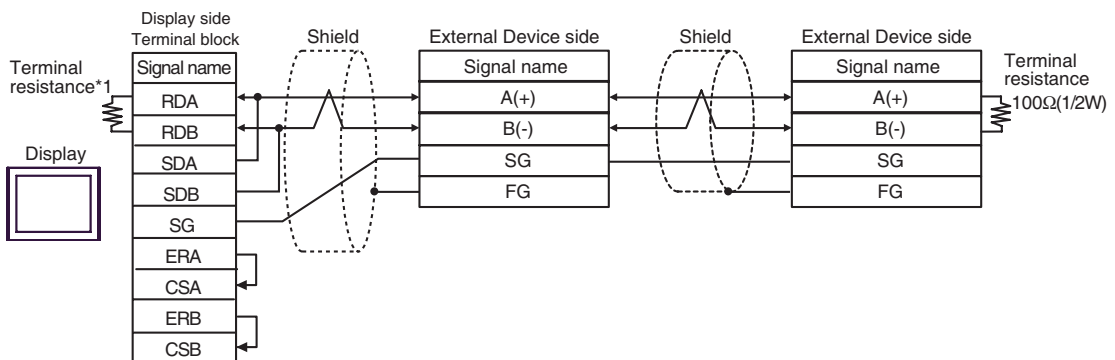 Display side
Terminal block
Shield
External Device side
Shield
External Device side
Terminal
resistance*1
Signal name
Signal name
Signal name
Terminal
resistance
100Ω(1/2W)
RDA
A(+)
A(+)
RDB
B(-)
B(-)
Display
SDA
SG
SG
SDB
FG
FG
SG
ERA
CSA
ERB
CSB